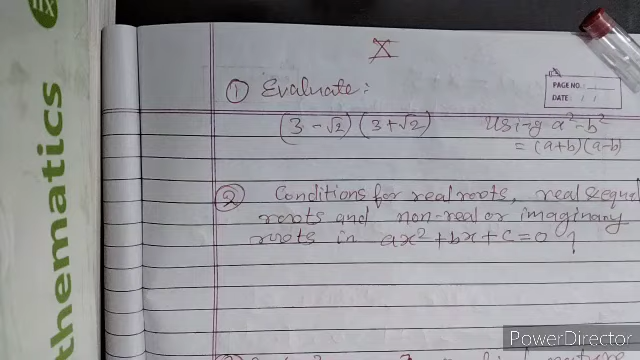 X
① Evaluate:
(3 - √2) (3 + √2) Using a² - b²
= (a+b)(a-b)
② Conditions for real roots, real & equal
roots and non-real or imaginary
roots in ax² + bx + c = 0 ?
PAGE NO.:
DATE: / /
thematics
PowerDirector